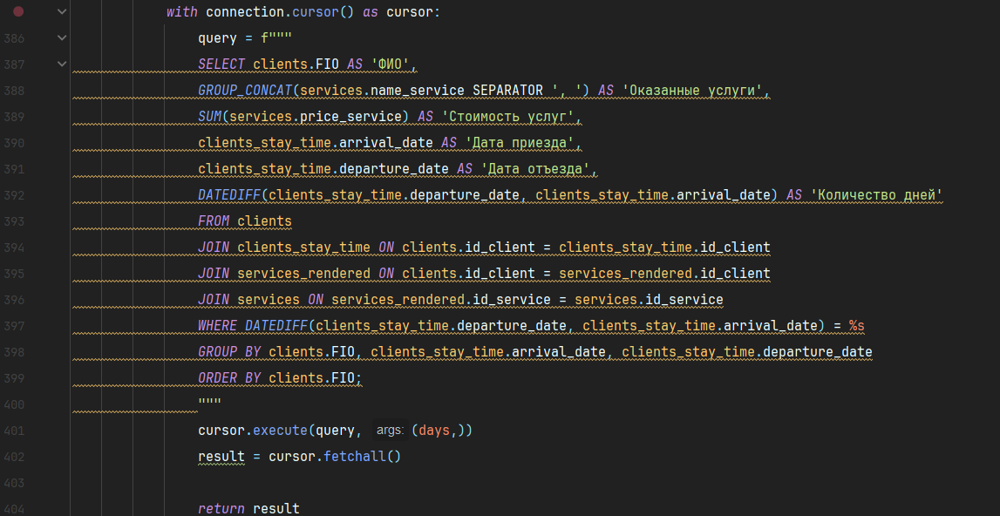 with connection.cursor() as cursor:
386 query = f"""
387 SELECT clients.FIO AS 'ФИО',
388 GROUP_CONCAT(services.name_service SEPARATOR ', ') AS 'Оказанные услуги',
389 SUM(services.price_service) AS 'Стоимость услуг',
390 clients_stay_time.arrival_date AS 'Дата приезда',
391 clients_stay_time.departure_date AS 'Дата отъезда',
392 DATEDIFF(clients_stay_time.departure_date, clients_stay_time.arrival_date) AS 'Количество дней'
393 FROM clients
394 JOIN clients_stay_time ON clients.id_client = clients_stay_time.id_client
395 JOIN services_rendered ON clients.id_client = services_rendered.id_client
396 JOIN services ON services_rendered.id_service = services.id_service
397 WHERE DATEDIFF(clients_stay_time.departure_date, clients_stay_time.arrival_date) = %s
398 GROUP BY clients.FIO, clients_stay_time.arrival_date, clients_stay_time.departure_date
399 ORDER BY clients.FIO;
400 """
401 cursor.execute(query, args: (days,))
402 result = cursor.fetchall()
403
404 return result